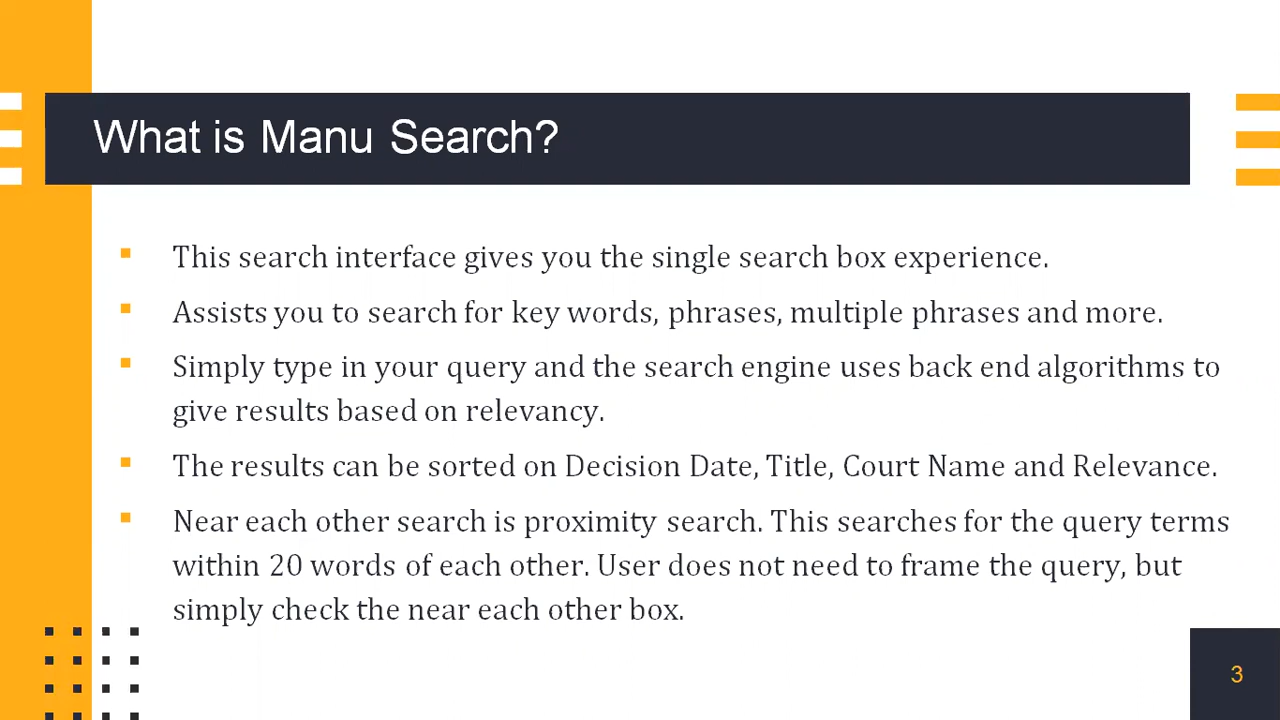 What is Manu Search?
▪ This search interface gives you the single search box experience.
▪ Assists you to search for key words, phrases, multiple phrases and more.
▪ Simply type in your query and the search engine uses back end algorithms to
give results based on relevancy.
▪ The results can be sorted on Decision Date, Title, Court Name and Relevance.
▪ Near each other search is proximity search. This searches for the query terms
within 20 words of each other. User does not need to frame the query, but
simply check the near each other box.
3